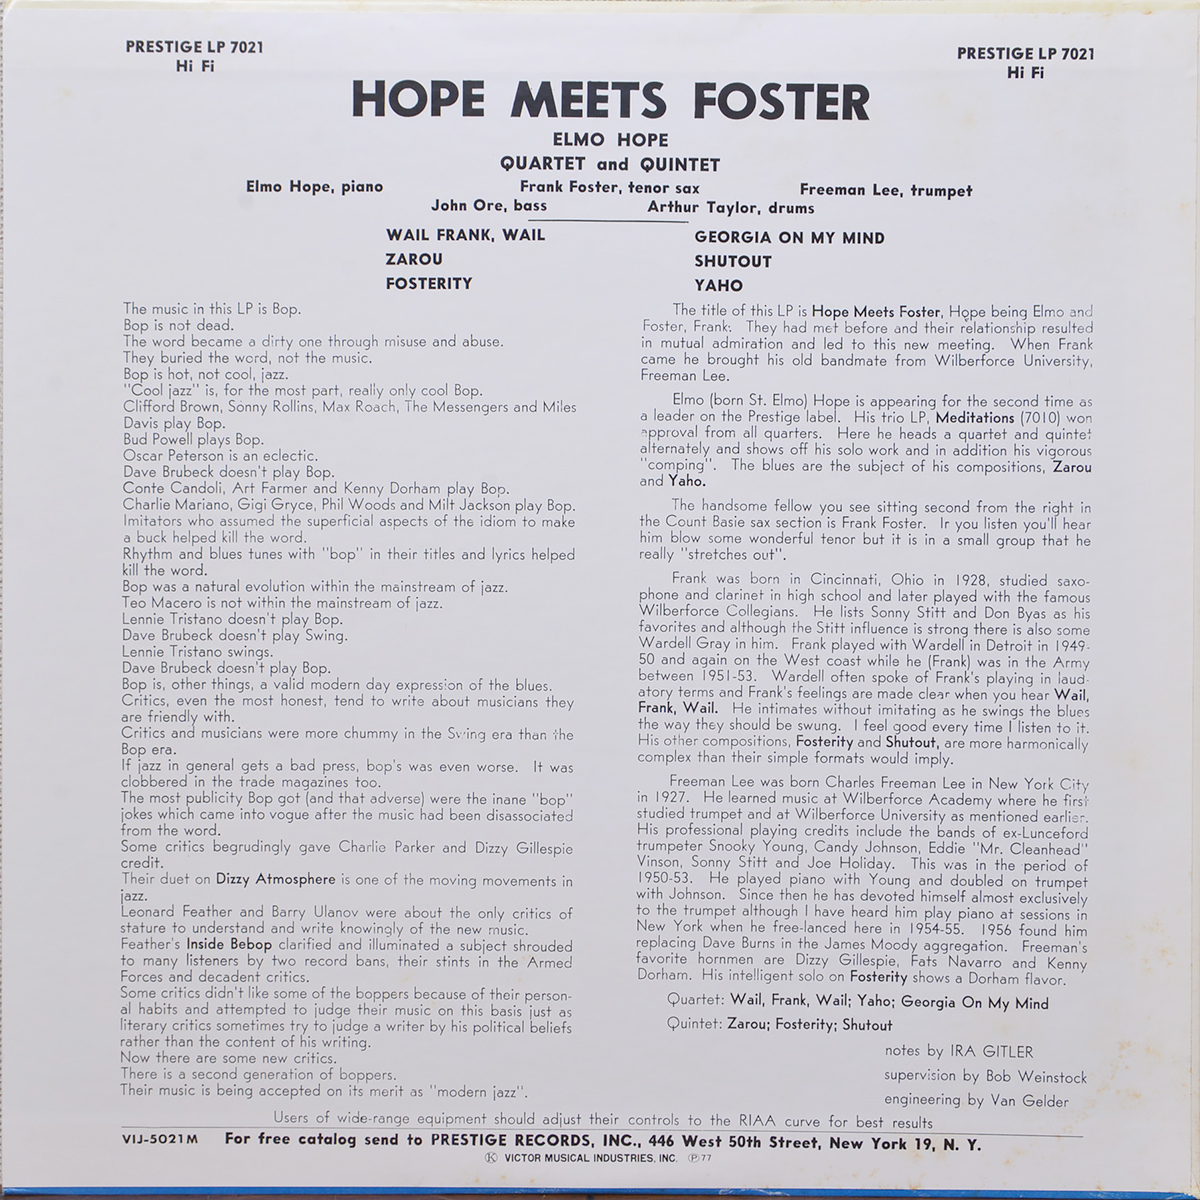 PRESTIGE LP 7021
Hi Fi
PRESTIGE LP 7021
Hi Fi
HOPE MEETS FOSTER
ELMO HOPE
QUARTET and QUINTET
Elmo Hope, piano Frank Foster, tenor sax Freeman Lee, trumpet
John Ore, bass Arthur Taylor, drums
WAIL FRANK, WAIL
ZAROU
FOSTERITY
GEORGIA ON MY MIND
SHUTOUT
YAHO
The music in this LP is Bop.
Bop is not dead.
The word became a dirty one through misuse and abuse.
They buried the word, not the music.
Bop is hot, not cool, jazz.
"Cool jazz" is, for the most part, really only cool Bop.
Clifford Brown, Sonny Rollins, Max Roach, The Messengers and Miles
Davis play Bop.
Bud Powell plays Bop.
Oscar Peterson is an eclectic.
Dave Brubeck doesn't play Bop.
Conte Candoli, Art Farmer and Kenny Dorham play Bop.
Charlie Mariano, Gigi Gryce, Phil Woods and Milt Jackson play Bop.
Imitators who assumed the superficial aspects of the idiom to make
a buck helped kill the word.
Rhythm and blues tunes with "bop" in their titles and lyrics helped
kill the word.
Bop was a natural evolution within the mainstream of jazz.
Teo Macero is not within the mainstream of jazz.
Lennie Tristano doesn't play Bop.
Dave Brubeck doesn't play Swing.
Lennie Tristano swings.
Dave Brubeck doesn't play Bop.
Bop is, other things, a valid modern day expression of the blues.
Critics, even the most honest, tend to write about musicians they
are friendly with.
Critics and musicians were more chummy in the Swing era than the
Bop era.
If jazz in general gets a bad press, bop's was even worse. It was
clobbered in the trade magazines too.
The most publicity Bop got (and that adverse) were the inane "bop"
jokes which came into vogue after the music had been disassociated
from the word.
Some critics begrudingly gave Charlie Parker and Dizzy Gillespie
credit.
Their duet on Dizzy Atmosphere is one of the moving movements in
jazz.
Leonard Feather and Barry Ulanov were about the only critics of
stature to understand and write knowingly of the new music.
Feather's Inside Bebop clarified and illuminated a subject shrouded
to many listeners by two record bans, their stints in the Armed
Forces and decadent critics.
Some critics didn't like some of the boppers because of their person-
al habits and attempted to judge their music on this basis just as
literary critics sometimes try to judge a writer by his political beliefs
rather than the content of his writing.
Now there are some new critics.
There is a second generation of boppers.
Their music is being accepted on its merit as "modern jazz".
The title of this LP is Hope Meets Foster, Hope being Elmo and
Foster, Frank. They had met before and their relationship resulted
in mutual admiration and led to this new meeting. When Frank
came he brought his old bandmate from Wilberforce University,
Freeman Lee.
Elmo (born St. Elmo) Hope is appearing for the second time as
a leader on the Prestige label. His trio LP, Meditations (7010) won
approval from all quarters. Here he heads a quartet and quintet
alternately and shows off his solo work and in addition his vigorous
"comping". The blues are the subject of his compositions, Zarou
and Yaho.
The handsome fellow you see sitting second from the right in
the Count Basie sax section is Frank Foster. Ir you listen you'll hear
him blow some wonderful tenor but it is in a small group that he
really "stretches out".
Frank was born in Cincinnati, Ohio in 1928, studied saxo-
phone and clarinet in high school and later played with the famous
Wilberforce Collegians. He lists Sonny Stitt and Don Byas as his
favorites and although the Stitt influence is strong there is also some
Wardell Gray in him. Frank played with Wardell in Detroit in 1949-
50 and again on the West coast while he (Frank) was in the Army
between 1951-53. Wardell often spoke of Frank's playing in laud-
atory terms and Frank's feelings are made clear when you hear Wail,
Frank, Wail. He intimates without imitating as he swings the blues
the way they should be swung. I feel good every time I listen to it.
His other compositions, Fosterity and Shutout, are more harmonically
complex than their simple formats would imply.
Freeman Lee was born Charles Freeman Lee in New York City
in 1927. He learned music at Wilberforce Academy where he first
studied trumpet and at Wilberforce University as mentioned earlier.
His professional playing credits include the bands of ex-Lunceford
trumpeter Snooky Young, Candy Johnson, Eddie "Mr. Cleanhead"
Vinson, Sonny Stitt and Joe Holiday. This was in the period of
1950-53. He played piano with Young and doubled on trumpet
with Johnson. Since then he has devoted himself almost exclusively
to the trumpet although I have heard him play piano at sessions in
New York when he free-lanced here in 1954-55. 1956 found him
replacing Dave Burns in the James Moody aggregation. Freeman's
favorite hornmen are Dizzy Gillespie, Fats Navarro and Kenny
Dorham. His intelligent solo on Fosterity shows a Dorham flavor.
Quartet: Wail, Frank, Wail; Yaho; Georgia On My Mind
Quintet: Zarou; Fosterity; Shutout
notes by IRA GITLER
supervision by Bob Weinstock
engineering by Van Gelder
Users of wide-range equipment should adjust their controls to the RIAA curve for best results
VIJ-5021M For free catalog send to PRESTIGE RECORDS, INC., 446 West 50th Street, New York 19, N. Y.
Ⓚ VICTOR MUSICAL INDUSTRIES, INC. Ⓟ77